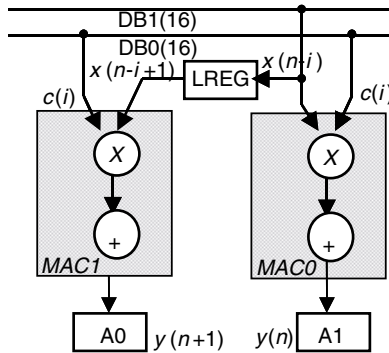 DB1(16)
DB0(16)
x(n-i+1)
LREG
x(n-i)
c(i)
c(i)
X
X
+
+
MAC1
MAC0
A0
y(n+1)
y(n)
A1